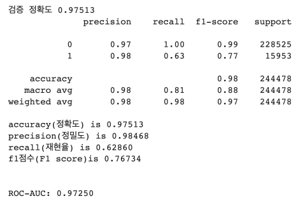 검증 정확도 0.97513
precision recall f1-score support
0 0.97 1.00 0.99 228525
1 0.98 0.63 0.77 15953
accuracy 0.98 244478
macro avg 0.98 0.81 0.88 244478
weighted avg 0.98 0.98 0.97 244478
accuracy(정확도) is 0.97513
precision(정밀도) is 0.98468
recall(재현율) is 0.62860
f1점수(F1 score)is 0.76734
ROC-AUC: 0.97250